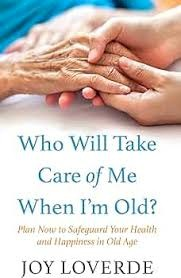 Who Will Take
Care of Me
When I'm Old?
Plan Now to Safeguard Your Health
and Happiness in Old Age
JOY LOVERDE